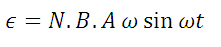 ϵ = N. B. A ω sin ωt